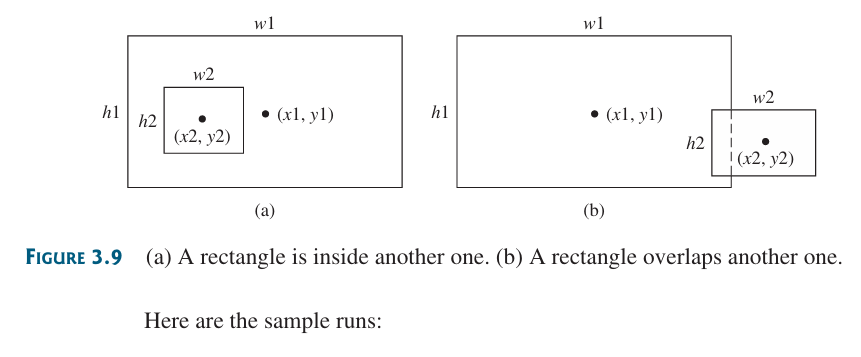 w1
w1
w2
w2
h1
h2
(x1, y1)
(x2, y2)
h1
(x1, y1)
h2
(x2, y2)
(a)
(b)
FIGURE 3.9 (a) A rectangle is inside another one. (b) A rectangle overlaps another one.
Here are the sample runs: